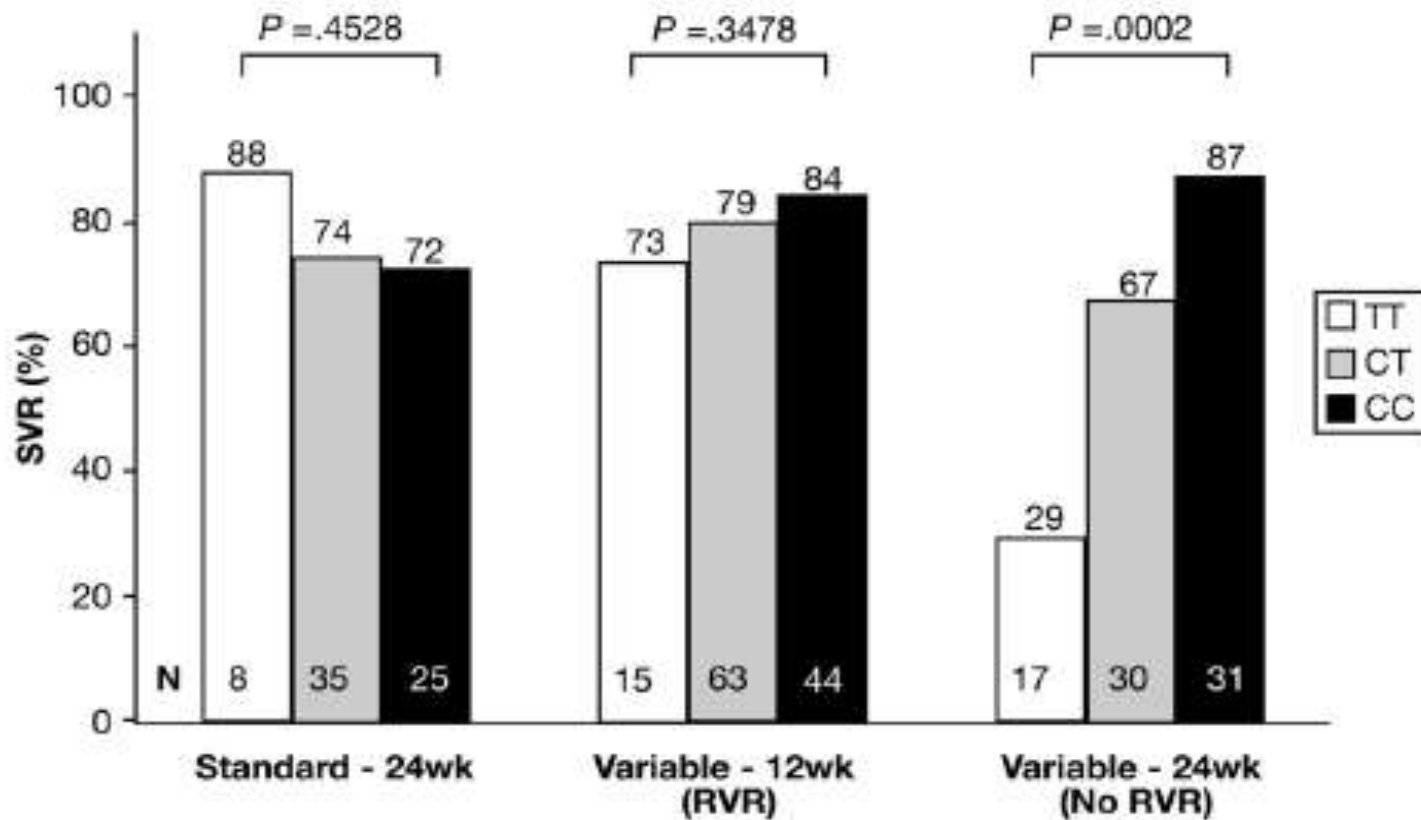 P =.4528 P =.3478 P =.0002
100
88 87
84
80 79
74 72 73
67
SVR (%)
60
TT
CT
CC
40
29
20
N 8 35 25 15 63 44 17 30 31
0
Standard - 24wk Variable - 12wk Variable - 24wk
(RVR) (No RVR)